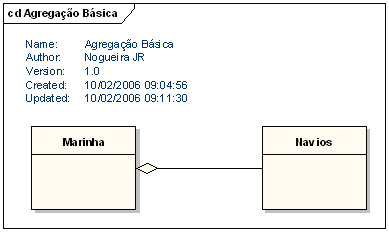 cd Agregação Básica
Name: Agregação Básica
Author: Nogueira JR
Version: 1.0
Created: 10/02/2006 09:04:56
Updated: 10/02/2006 09:11:30
Marinha Navios